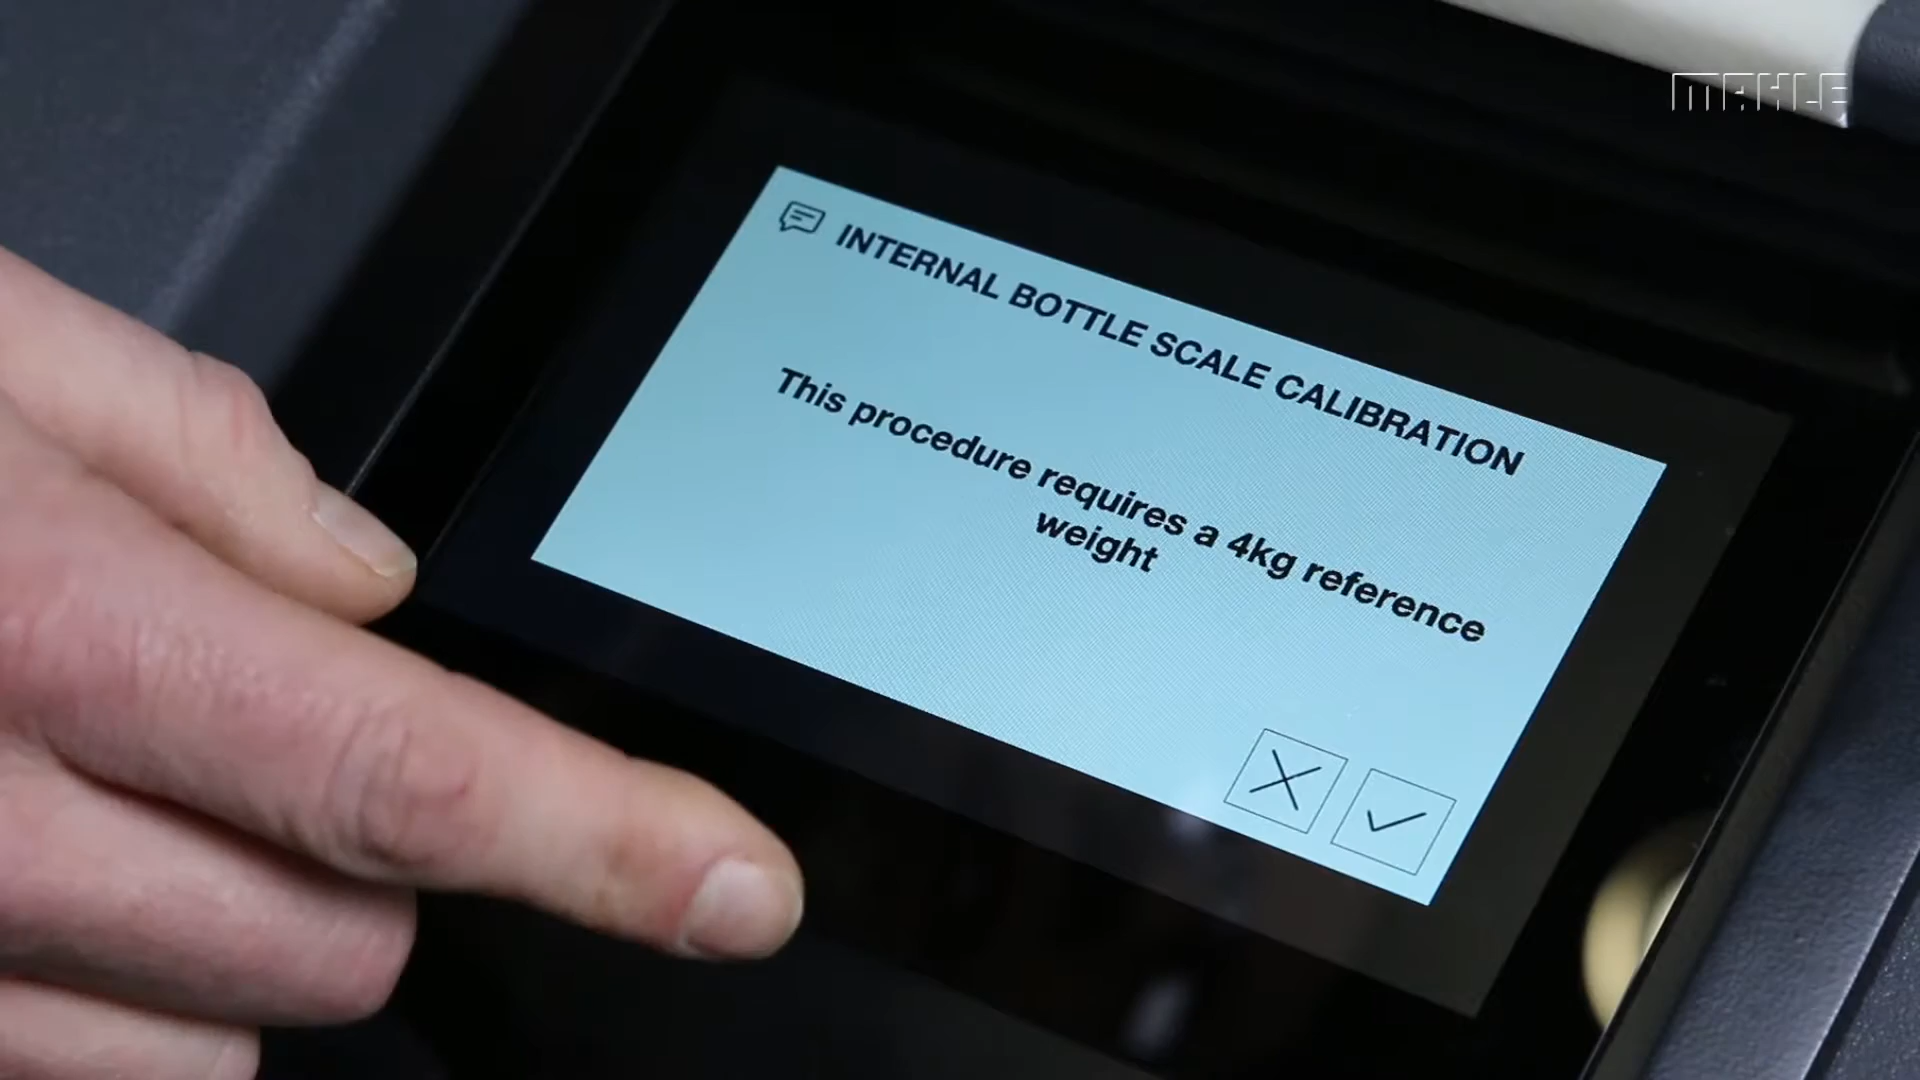 MAHLE
INTERNAL BOTTLE SCALE CALIBRATION
This procedure requires a 4kg reference
weight